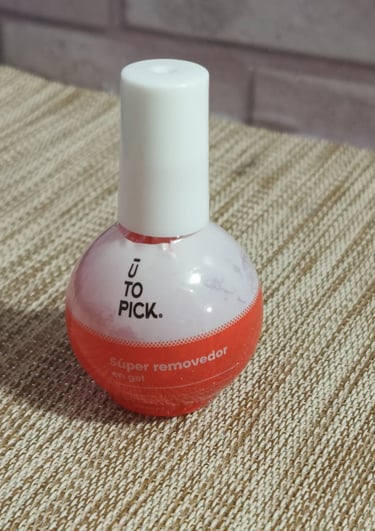 Ū
TO
PICK.
Súper removedor
en gel